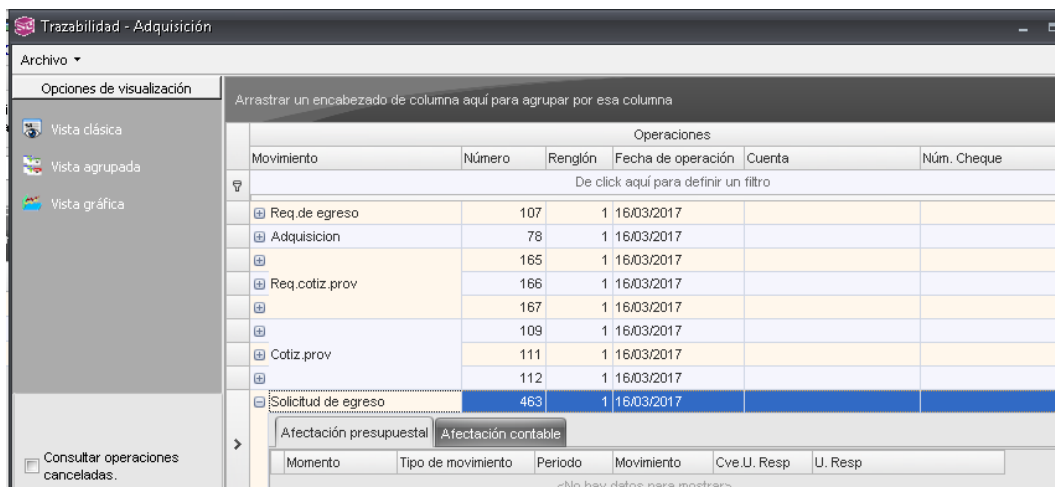 Trazabilidad - Adquisición
Archivo
Opciones de visualización
Vista clásica
Vista agrupada
Vista gráfica
Consultar operaciones
canceladas.
Arrastrar un encabezado de columna aquí para agrupar por esa columna
Operaciones
Movimiento Número Renglón Fecha de operación Cuenta Núm. Cheque
De click aquí para definir un filtro
Req.de egreso 107 1 16/03/2017
Adquisicion 78 1 16/03/2017
165 1 16/03/2017
Req.cotiz.prov 166 1 16/03/2017
167 1 16/03/2017
109 1 16/03/2017
Cotiz.prov 111 1 16/03/2017
112 1 16/03/2017
Solicitud de egreso 463 1 16/03/2017
Afectación presupuestal Afectación contable
Momento Tipo de movimiento Periodo Movimiento Cve.U. Resp U. Resp
<No hay datos para mostrar>